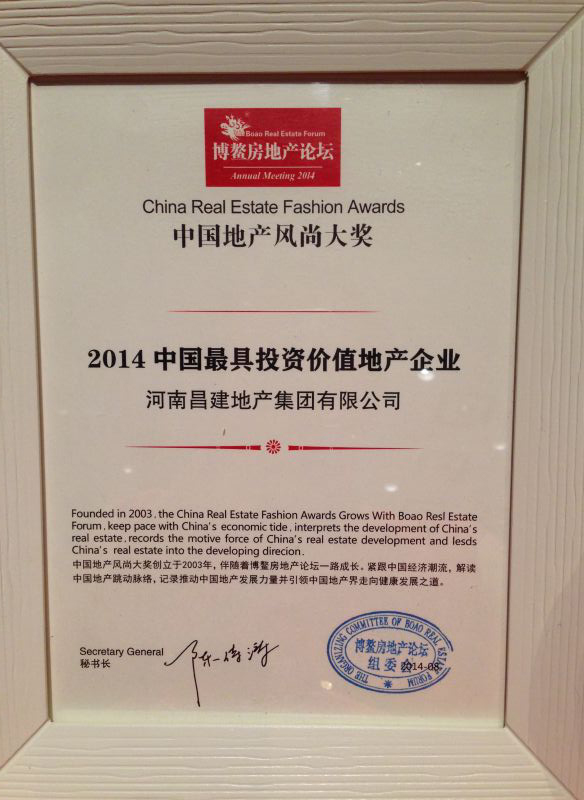 Boao Real Estate Forum
博鳌房地产论坛
Annual Meeting 2014
China Real Estate Fashion Awards
中国地产风尚大奖
2014 中国最具投资价值地产企业
河南昌建地产集团有限公司
Founded in 2003, the China Real Estate Fashion Awards Grows With Boao Resl Estate
Forum, keep pace with China's economic tide, interprets the development of China's
real estate, records the motive force of China's real estate development and lesds
China's real estate into the developing direcion.
中国地产风尚大奖创立于2003年，伴随着博鳌房地产论坛一路成长。紧跟中国经济潮流，解读
中国地产跳动脉络，记录推动中国地产发展力量并引领中国地产界走向健康发展之道。
Secretary General
秘书长
THE ORGANIZING COMMITTEE OF BOAO REAL ESTATE FORUM
博鳌房地产论坛
组委会
2014-08